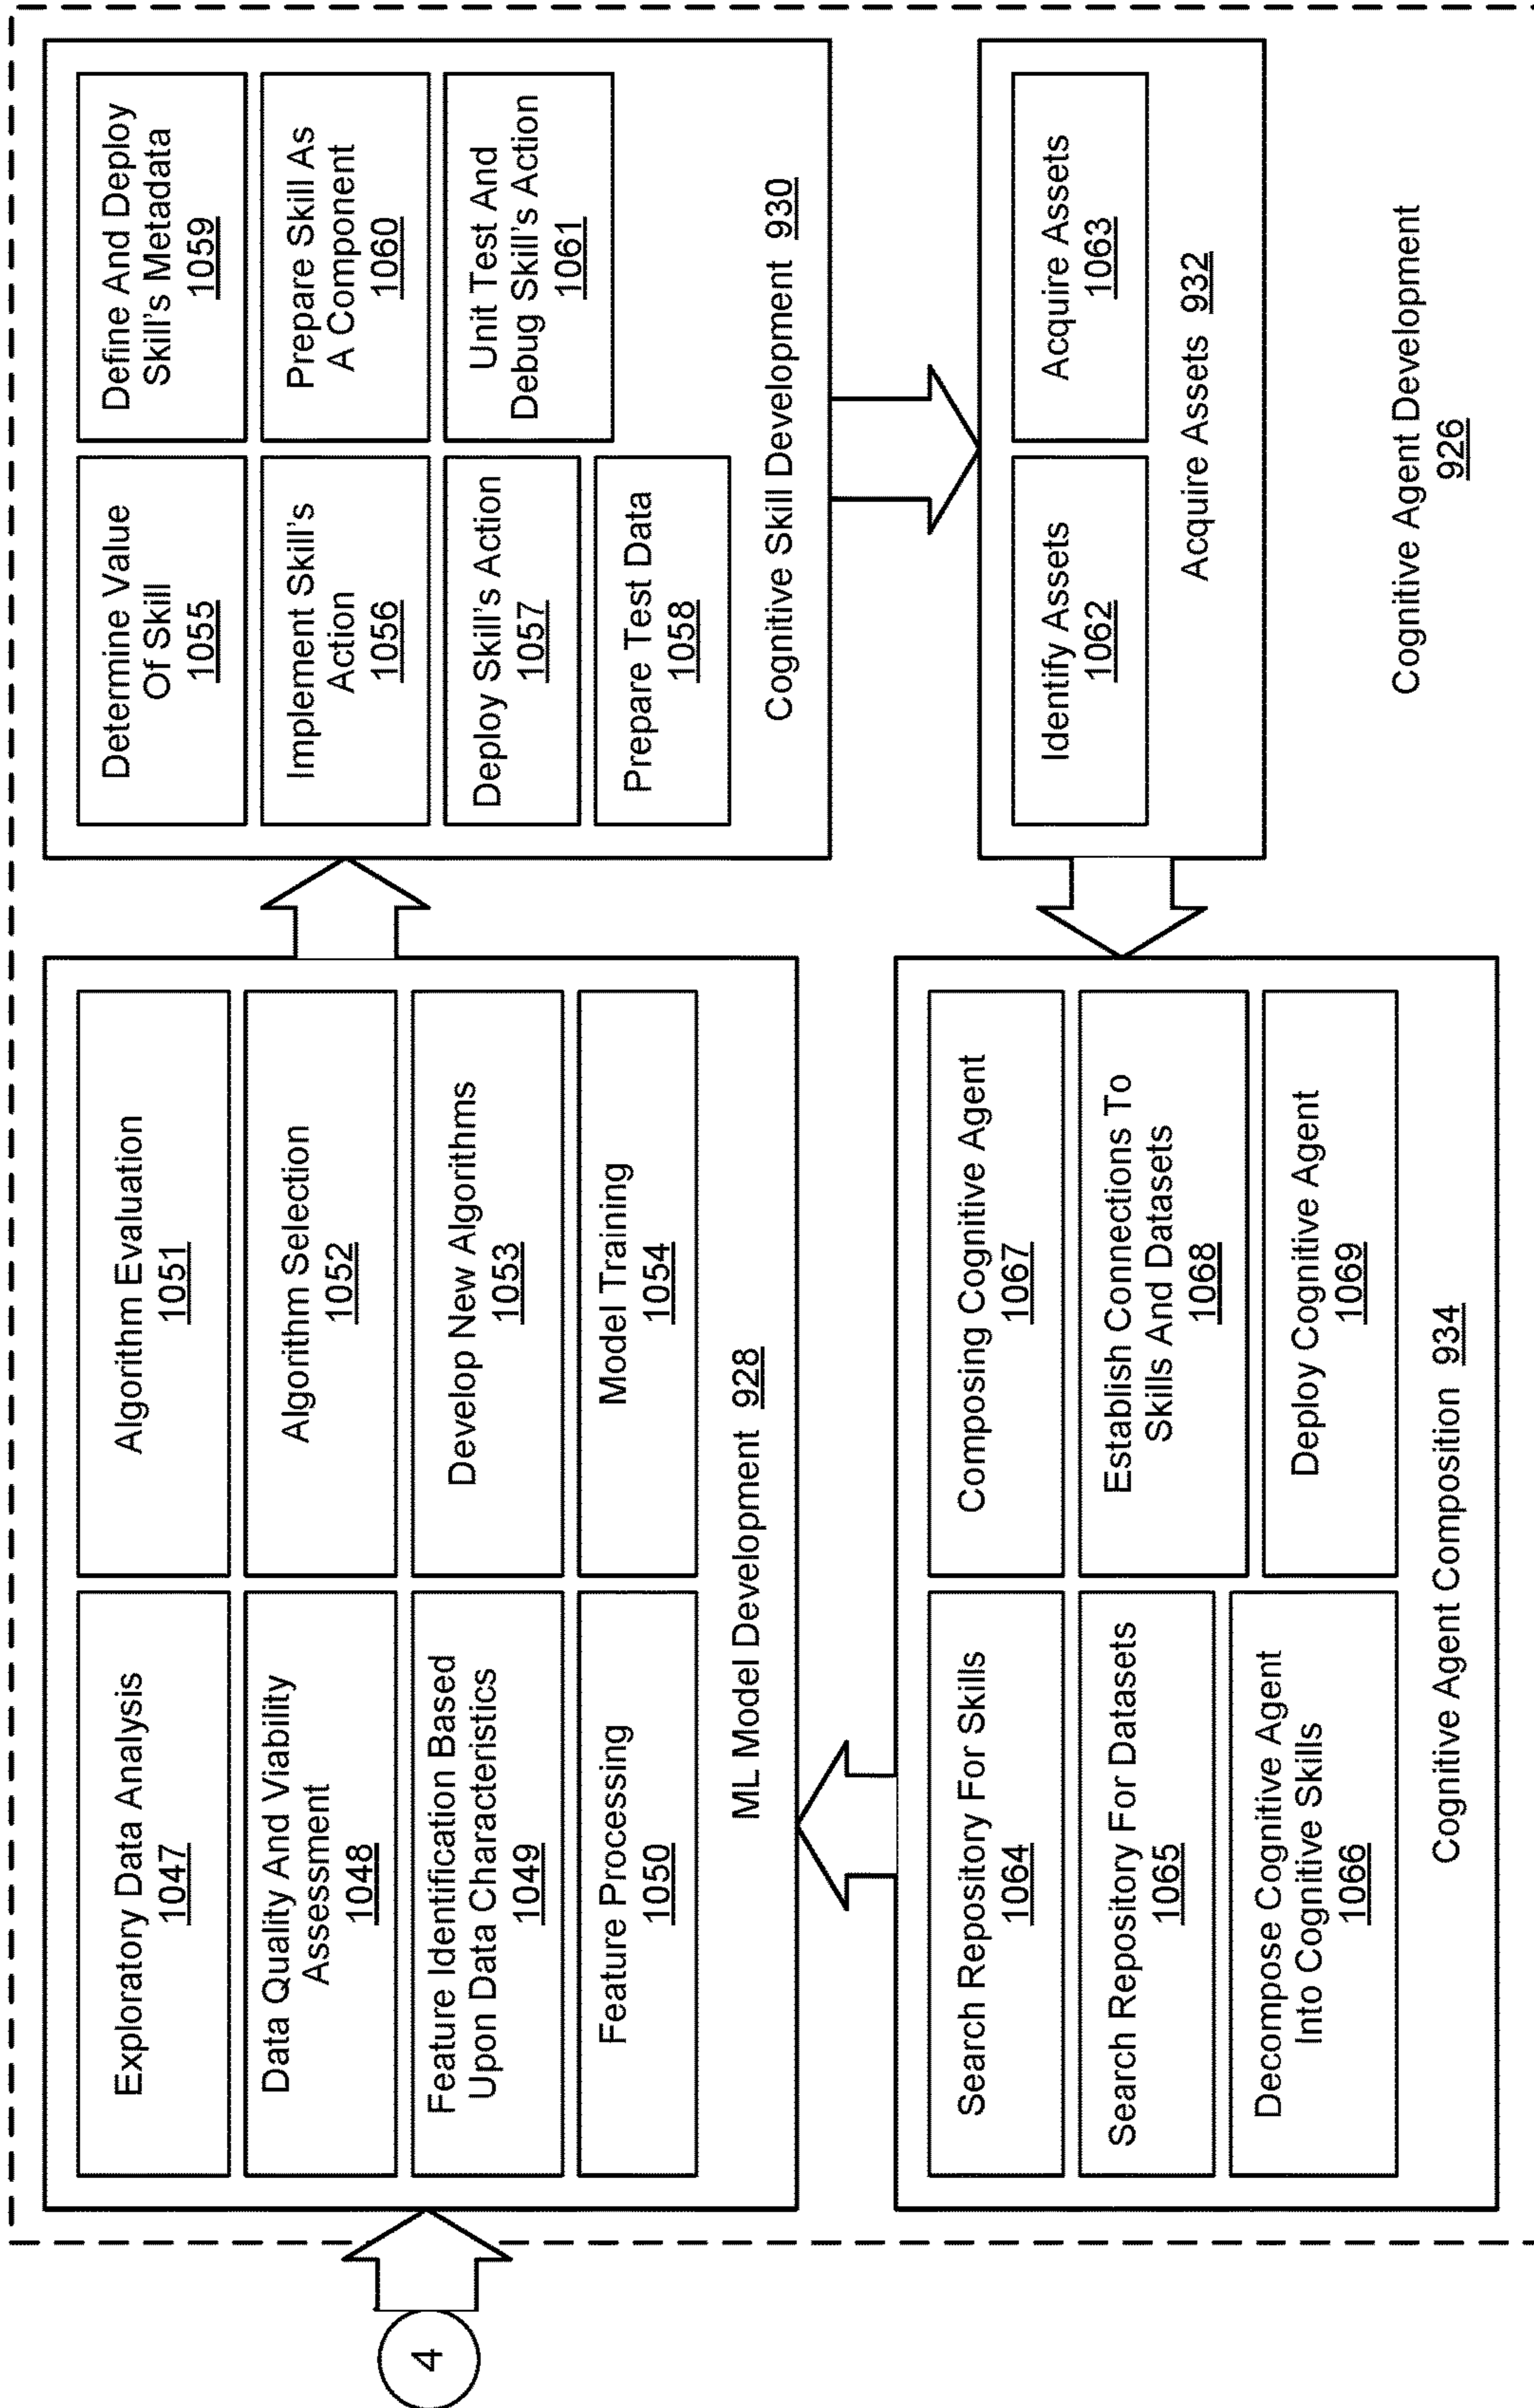 4
Exploratory Data Analysis
1047
Data Quality And Viability
Assessment
1048
Feature Identification Based
Upon Data Characteristics
1049
Feature Processing
1050
Algorithm Evaluation
1051
Algorithm Selection
1052
Develop New Algorithms
1053
Model Training
1054
ML Model Development 928
Determine Value
Of Skill
1055
Implement Skill's
Action
1056
Deploy Skill's Action
1057
Prepare Test Data
1058
Define And Deploy
Skill's Metadata
1059
Prepare Skill As
A Component
1060
Unit Test And
Debug Skill's Action
1061
Cognitive Skill Development 930
Identify Assets
1062
Acquire Assets
1063
Acquire Assets 932
Search Repository For Skills
1064
Search Repository For Datasets
1065
Decompose Cognitive Agent
Into Cognitive Skills
1066
Composing Cognitive Agent
1067
Establish Connections To
Skills And Datasets
1068
Deploy Cognitive Agent
1069
Cognitive Agent Composition 934
Cognitive Agent Development
926